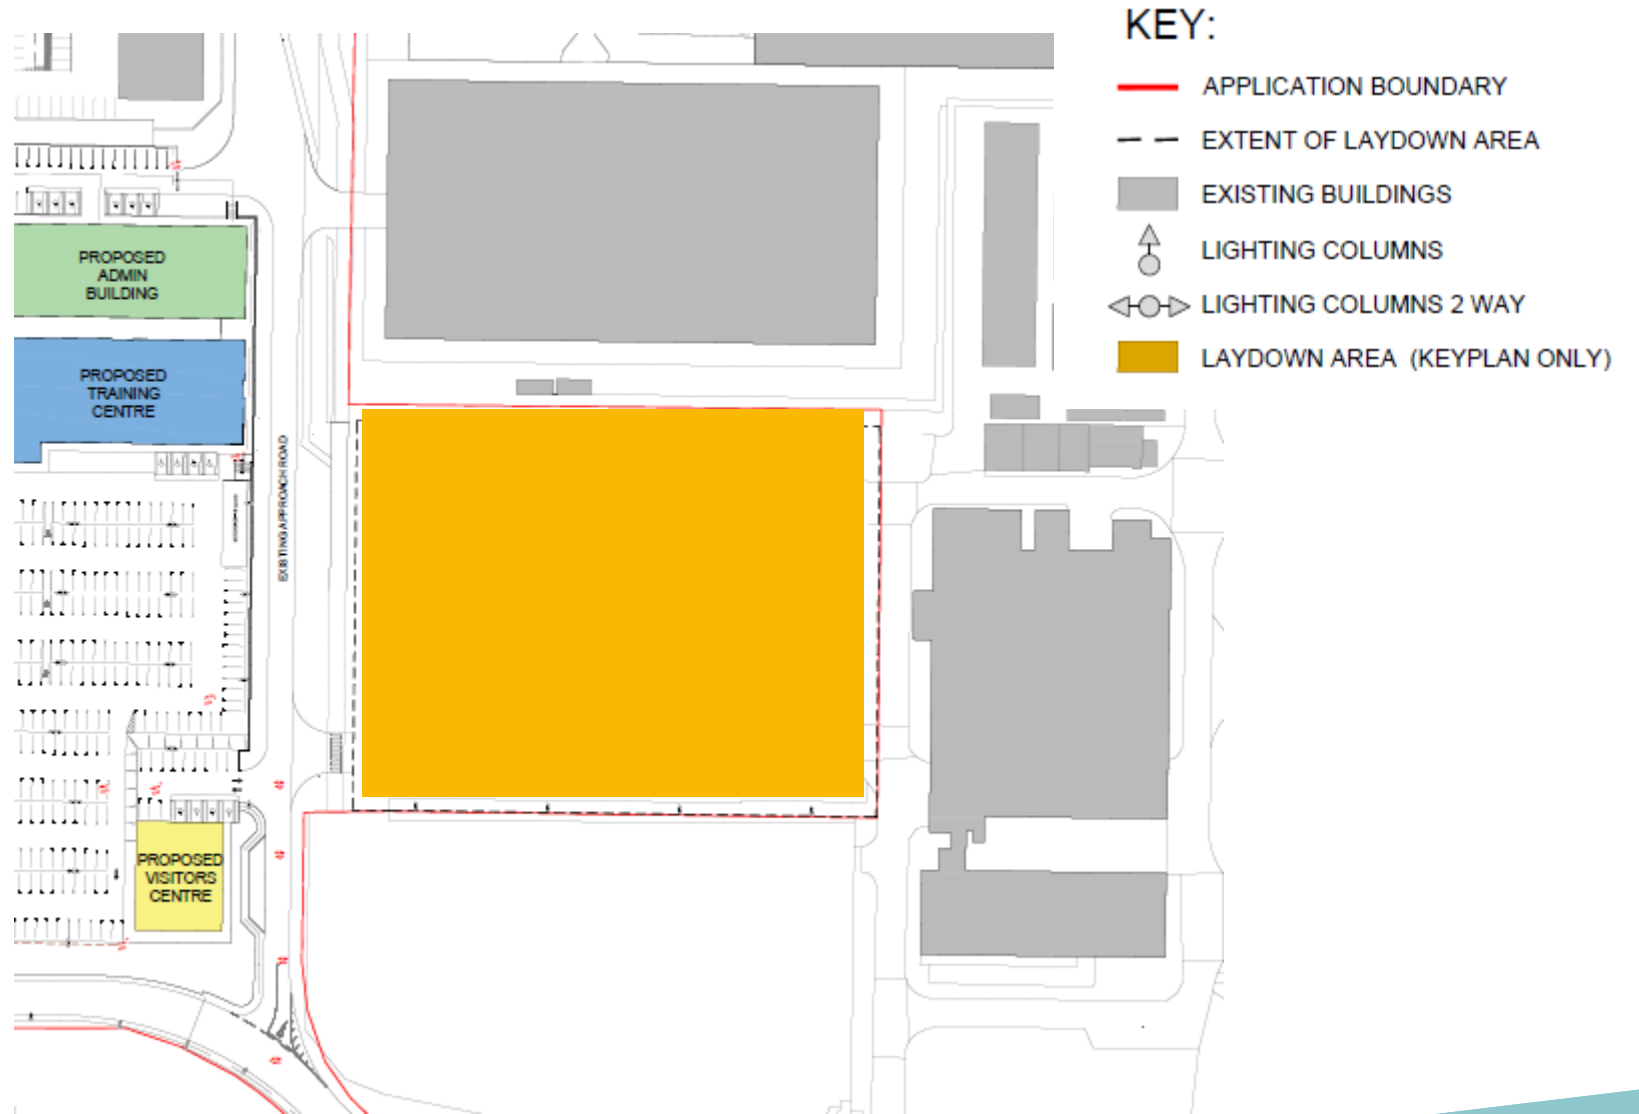 KEY:
APPLICATION BOUNDARY
EXTENT OF LAYDOWN AREA
EXISTING BUILDINGS
LIGHTING COLUMNS
LIGHTING COLUMNS 2 WAY
LAYDOWN AREA (KEYPLAN ONLY)
PROPOSED
ADMIN
BUILDING
PROPOSED
TRAINING
CENTRE
EXISTING APPROACH ROAD
PROPOSED
VISITORS
CENTRE